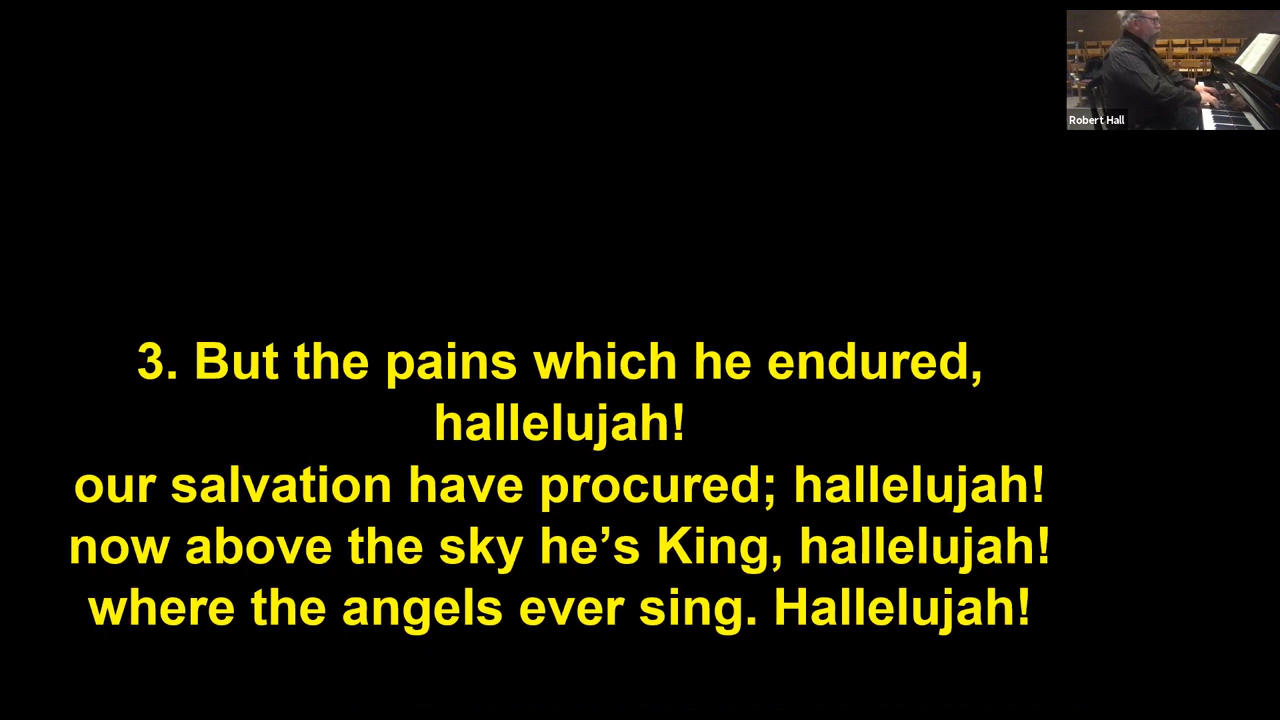 Robert Hall
3. But the pains which he endured,
hallelujah!
our salvation have procured; hallelujah!
now above the sky he’s King, hallelujah!
where the angels ever sing. Hallelujah!